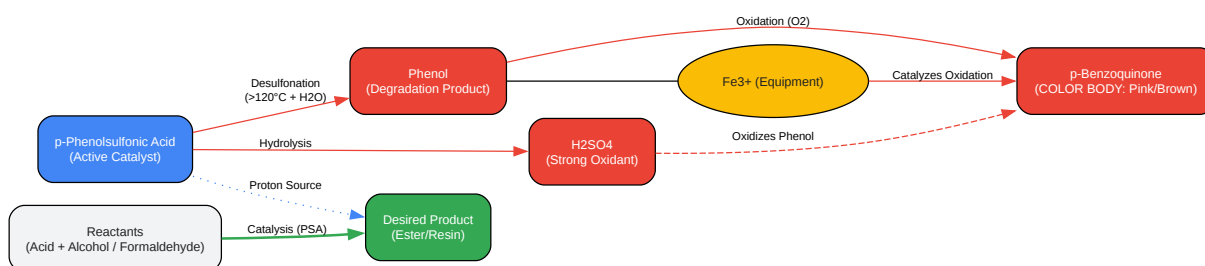 Oxidation (O2)
Phenol
(Degradation Product)
Fe3+ (Equipment)
Catalyzes Oxidation
p-Benzoquinone
(COLOR BODY: Pink/Brown)
Desulfonation
(>120°C + H2O)
p-Phenolsulfonic Acid
(Active Catalyst)
Hydrolysis
H2SO4
(Strong Oxidant)
Oxidizes Phenol
Proton Source
Reactants
(Acid + Alcohol / Formaldehyde)
Catalysis (PSA)
Desired Product
(Ester/Resin)